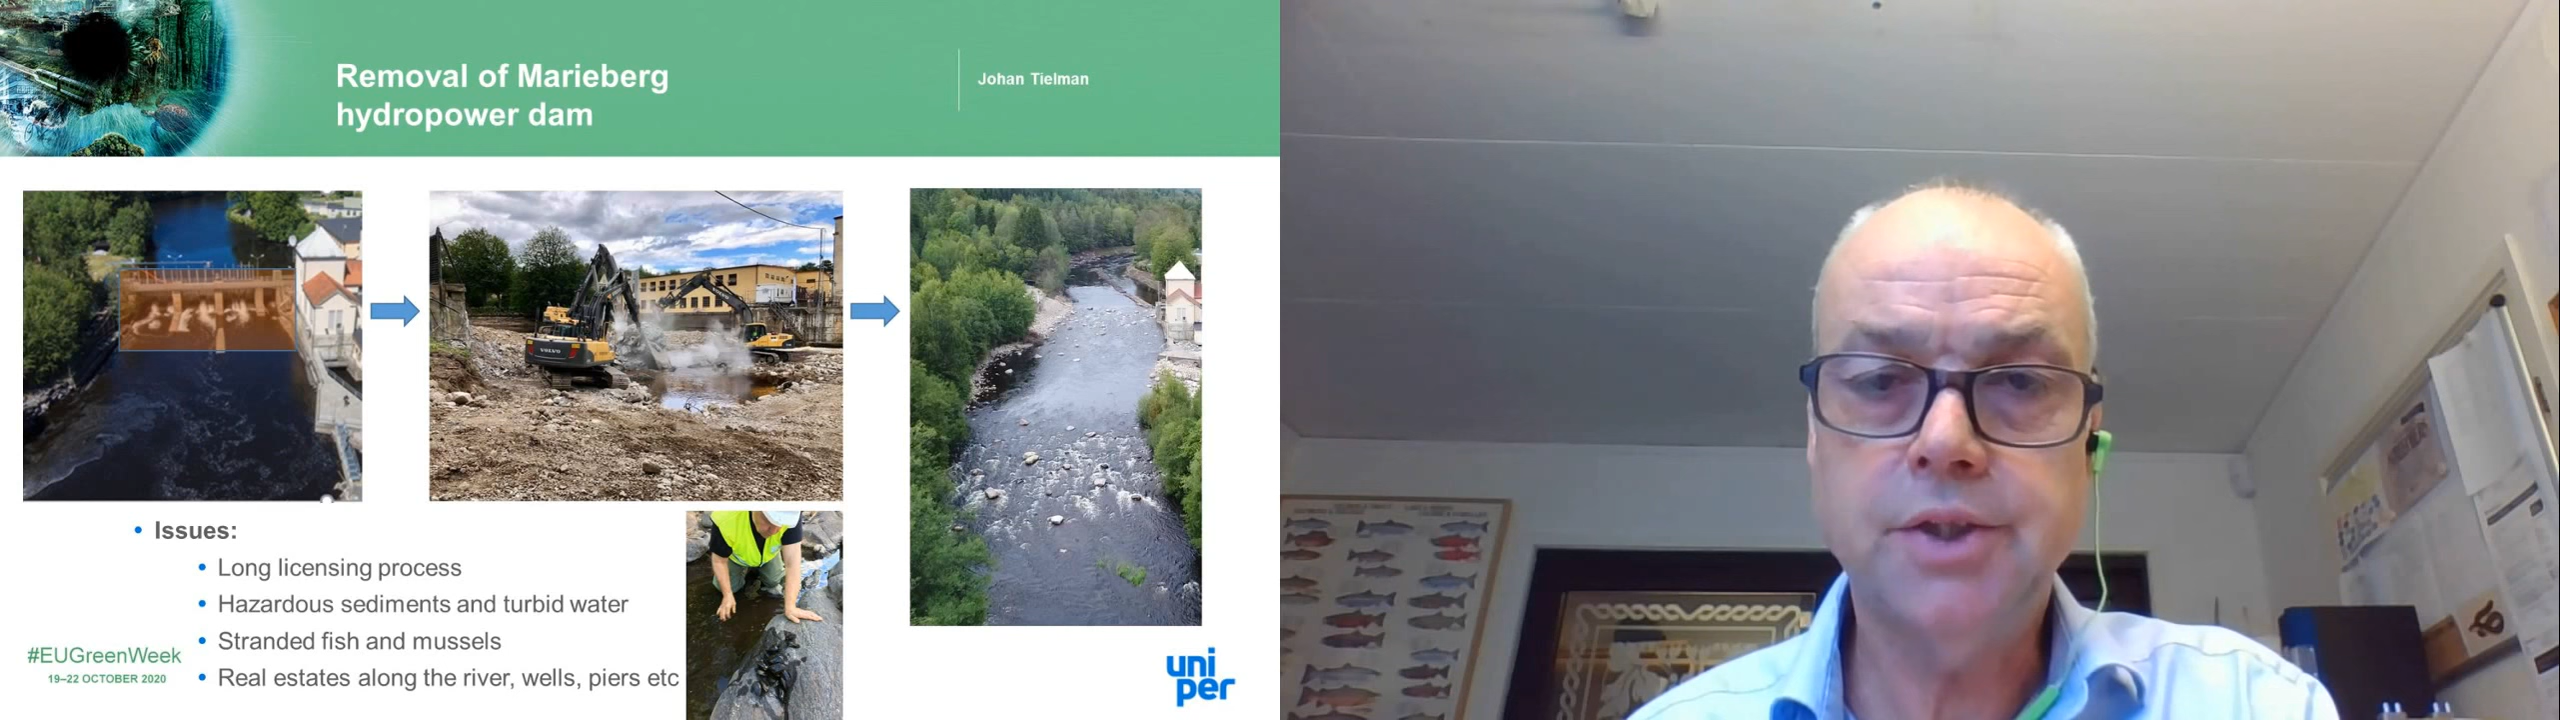 Removal of Marieberg
hydropower dam
Johan Tielman
VOLVO
• Issues:
• Long licensing process
• Hazardous sediments and turbid water
• Stranded fish and mussels
• Real estates along the river, wells, piers etc
#EUGreenWeek
19–22 OCTOBER 2020
uni
per